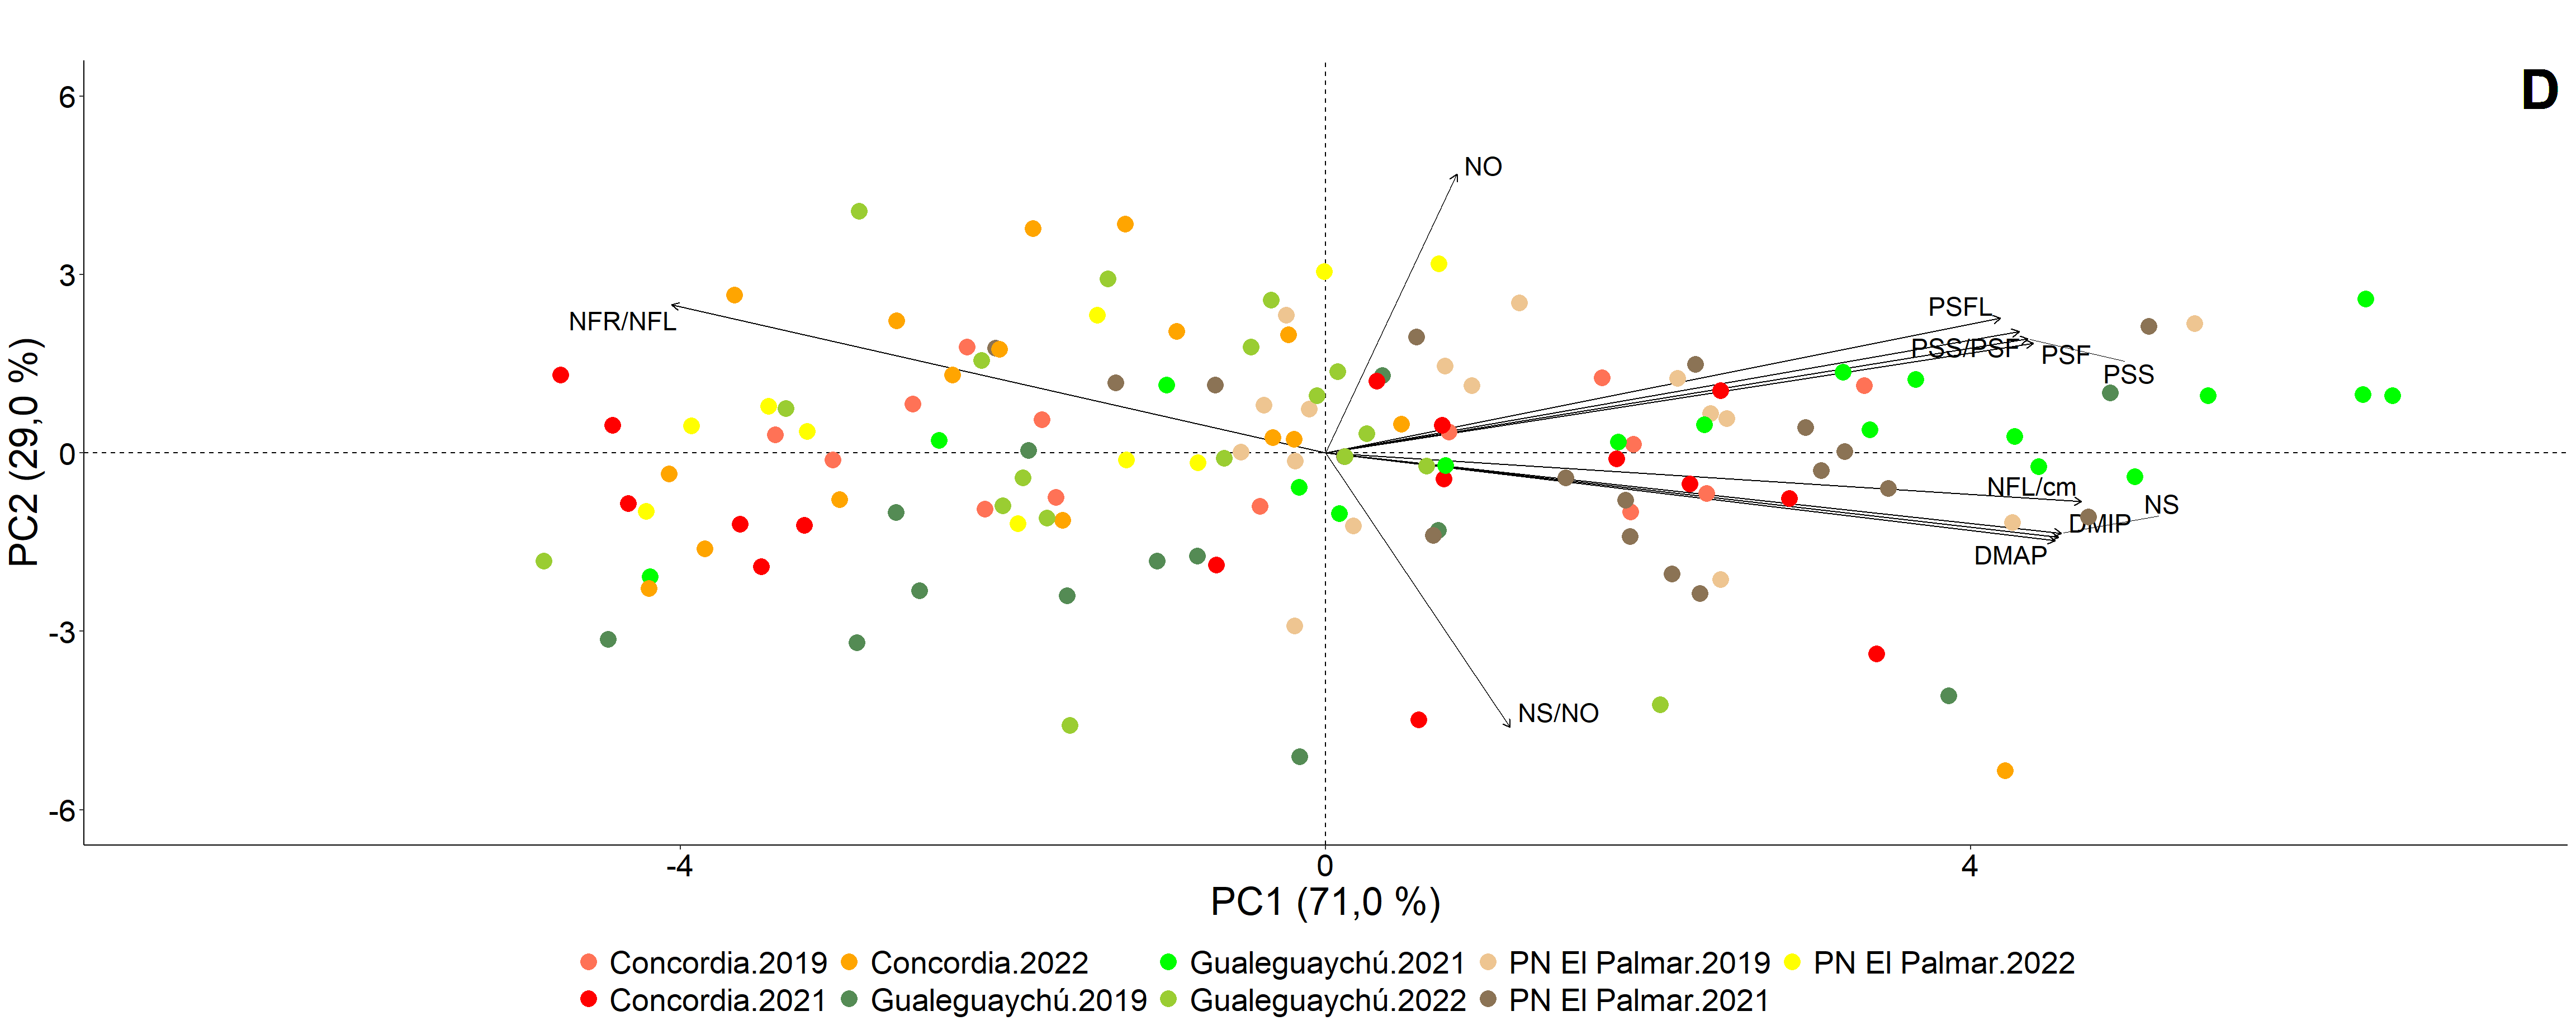 D
6
3
0
-3
-6
PC2 (29,0 %)
NO
NFR/NFL
PSFL
PSS/PSF
PSF
PSS
NFL/cm
NS
DMIP
DMAP
NS/NO
-4
0
4
PC1 (71,0 %)
Concordia.2019
Concordia.2022
Gualeguaychú.2021
PN El Palmar.2019
PN El Palmar.2022
Concordia.2021
Gualeguaychú.2019
Gualeguaychú.2022
PN El Palmar.2021